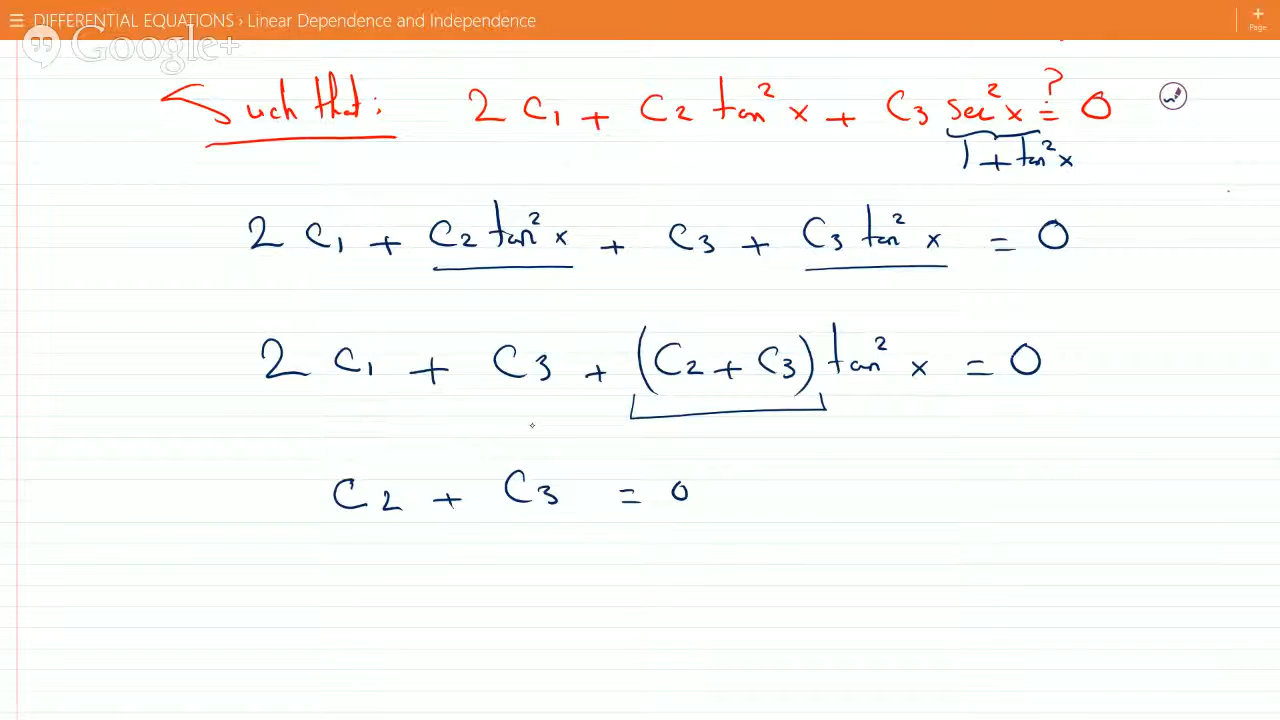 ☰ DIFFERENTIAL EQUATIONS › Linear Dependence and Independence
+ Page
Google+
Such that: 2 C₁ + C₂ tan² x + C₃ sec² x ≟ 0
1 + tan² x
2 C₁ + C₂ tan² x + C₃ + C₃ tan² x = 0
2 C₁ + C₃ + (C₂ + C₃) tan² x = 0
C₂ + C₃ = 0